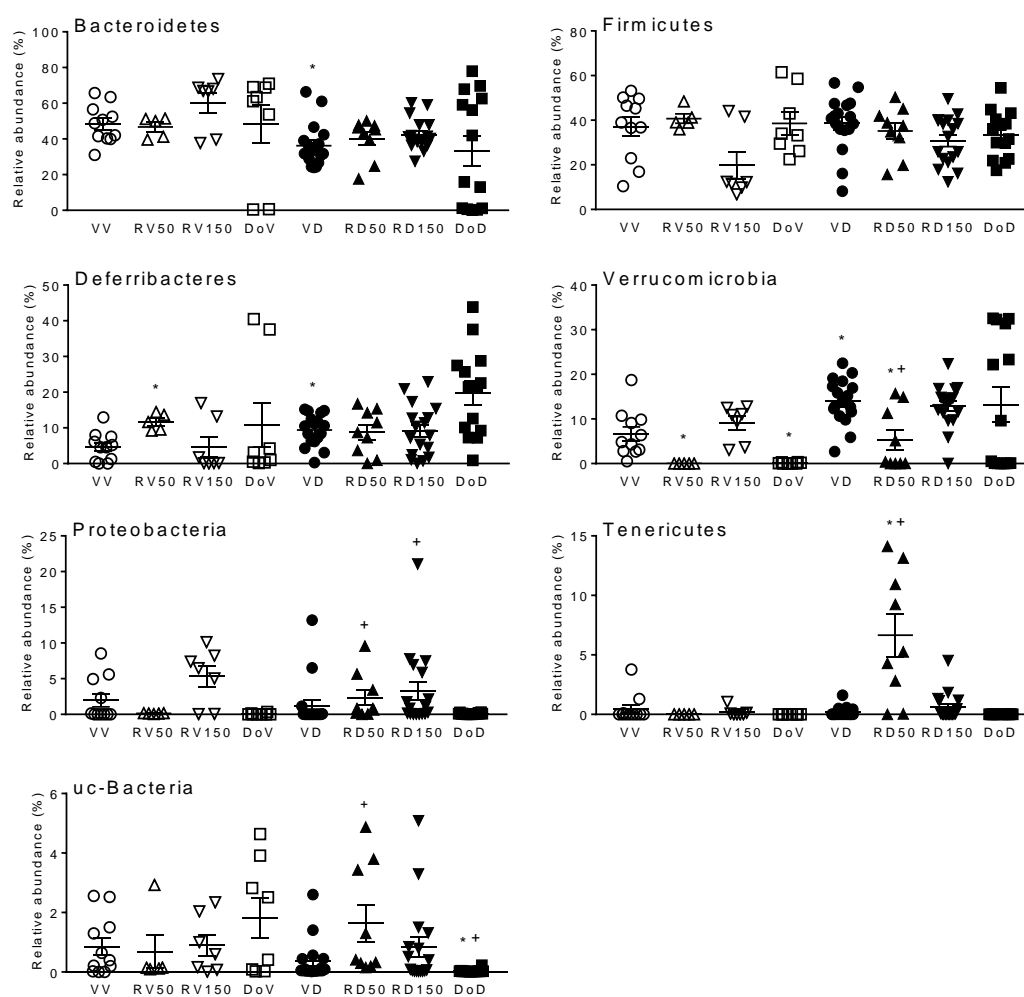 Bacteroidetes
Relative abundance (%)
100
80
60
40
20
0
*
VV RV50 RV150 DoV VD RD50 RD150 DoD
Firmicutes
Relative abundance (%)
80
60
40
20
0
VV RV50 RV150 DoV VD RD50 RD150 DoD
Deferribacteres
Relative abundance (%)
50
40
30
20
10
0
* *
VV RV50 RV150 DoV VD RD50 RD150 DoD
Verrucomicrobia
Relative abundance (%)
40
30
20
10
0
* * * * +
VV RV50 RV150 DoV VD RD50 RD150 DoD
Proteobacteria
Relative abundance (%)
25
20
15
10
5
0
+ +
VV RV50 RV150 DoV VD RD50 RD150 DoD
Tenericutes
Relative abundance (%)
15
10
5
0
* +
VV RV50 RV150 DoV VD RD50 RD150 DoD
uc-Bacteria
Relative abundance (%)
6
4
2
0
+ * +
VV RV50 RV150 DoV VD RD50 RD150 DoD